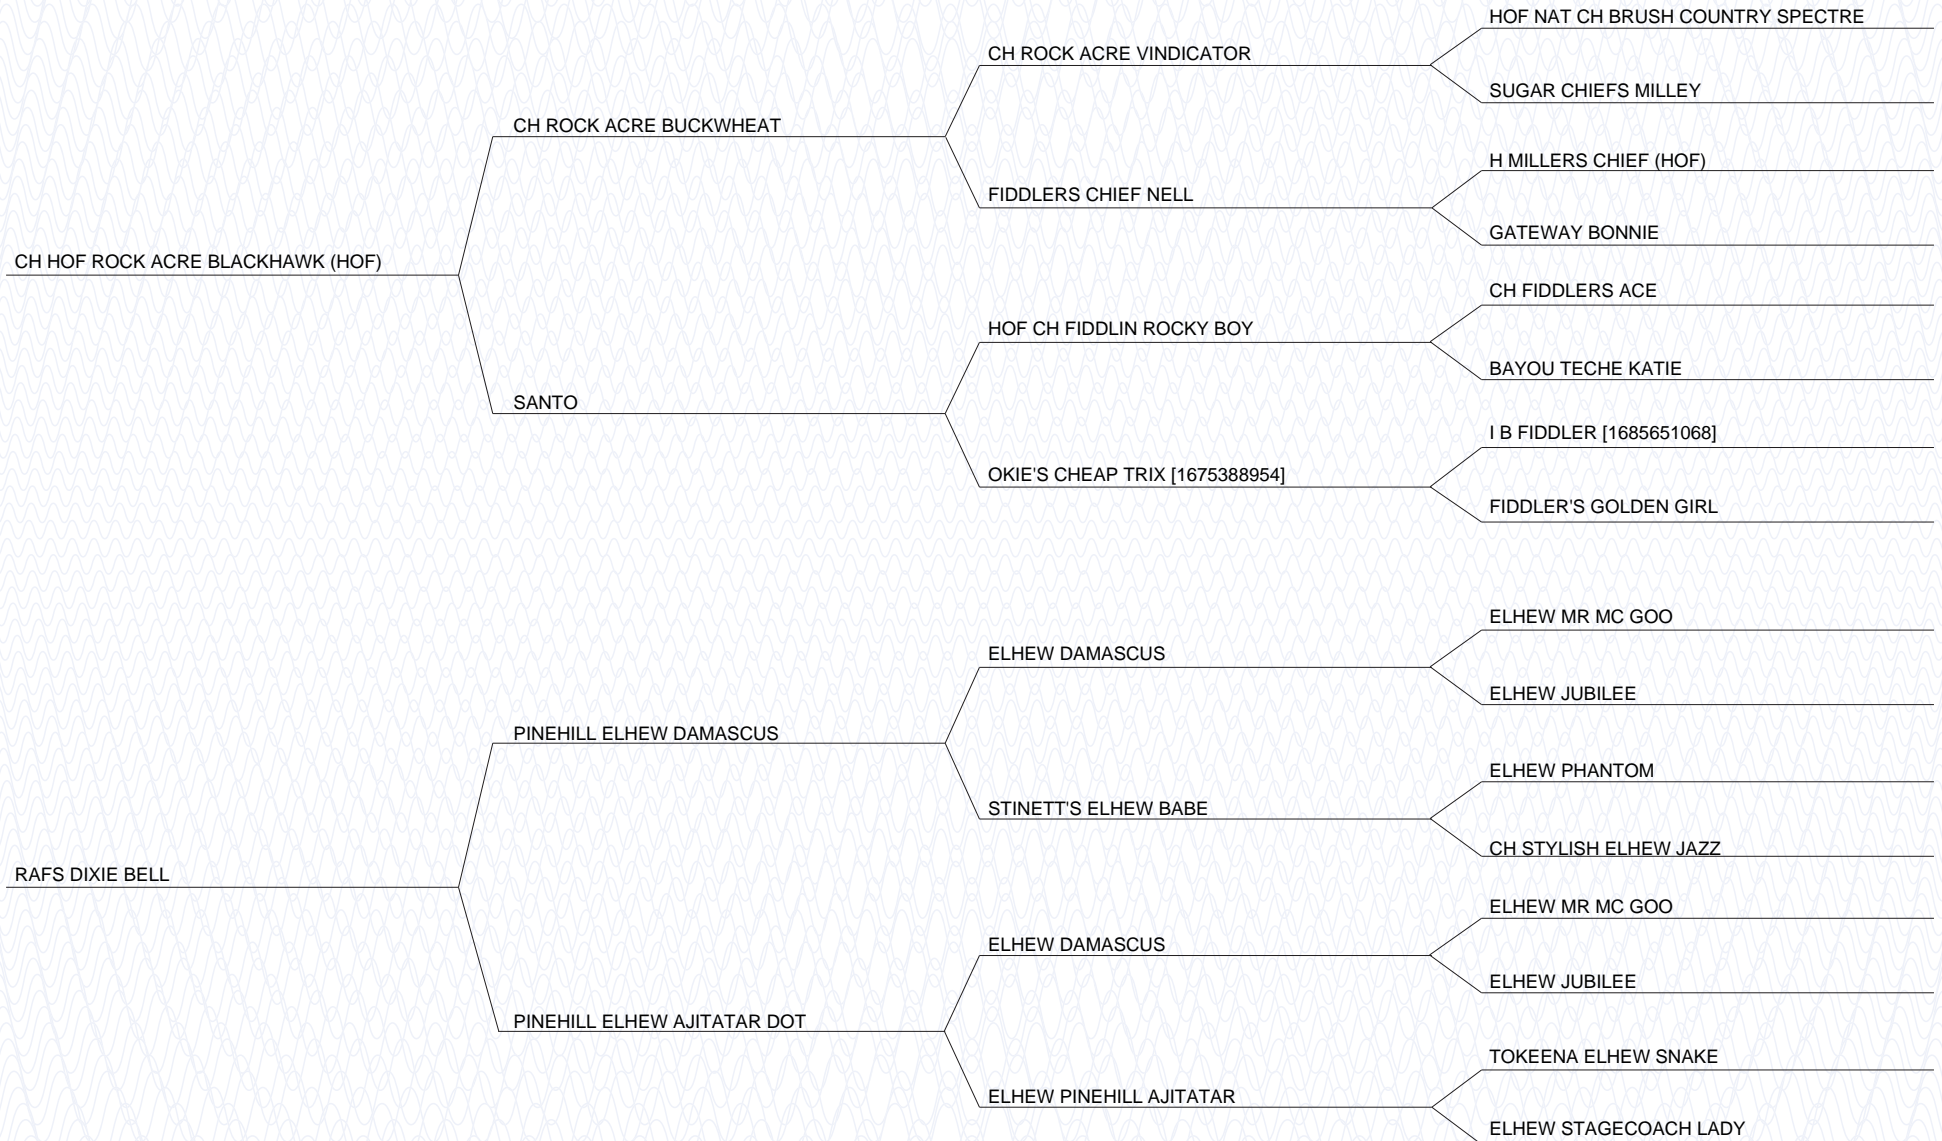 HOF NAT CH BRUSH COUNTRY SPECTRE
CH ROCK ACRE VINDICATOR
SUGAR CHIEFS MILLEY
CH ROCK ACRE BUCKWHEAT
H MILLERS CHIEF (HOF)
FIDDLERS CHIEF NELL
GATEWAY BONNIE
CH HOF ROCK ACRE BLACKHAWK (HOF)
CH FIDDLERS ACE
HOF CH FIDDLIN ROCKY BOY
BAYOU TECHE KATIE
SANTO
I B FIDDLER [1685651068]
OKIE'S CHEAP TRIX [1675388954]
FIDDLER'S GOLDEN GIRL
ELHEW MR MC GOO
ELHEW DAMASCUS
ELHEW JUBILEE
PINEHILL ELHEW DAMASCUS
ELHEW PHANTOM
STINETT'S ELHEW BABE
CH STYLISH ELHEW JAZZ
RAFS DIXIE BELL
ELHEW MR MC GOO
ELHEW DAMASCUS
ELHEW JUBILEE
PINEHILL ELHEW AJITATAR DOT
TOKEENA ELHEW SNAKE
ELHEW PINEHILL AJITATAR
ELHEW STAGECOACH LADY